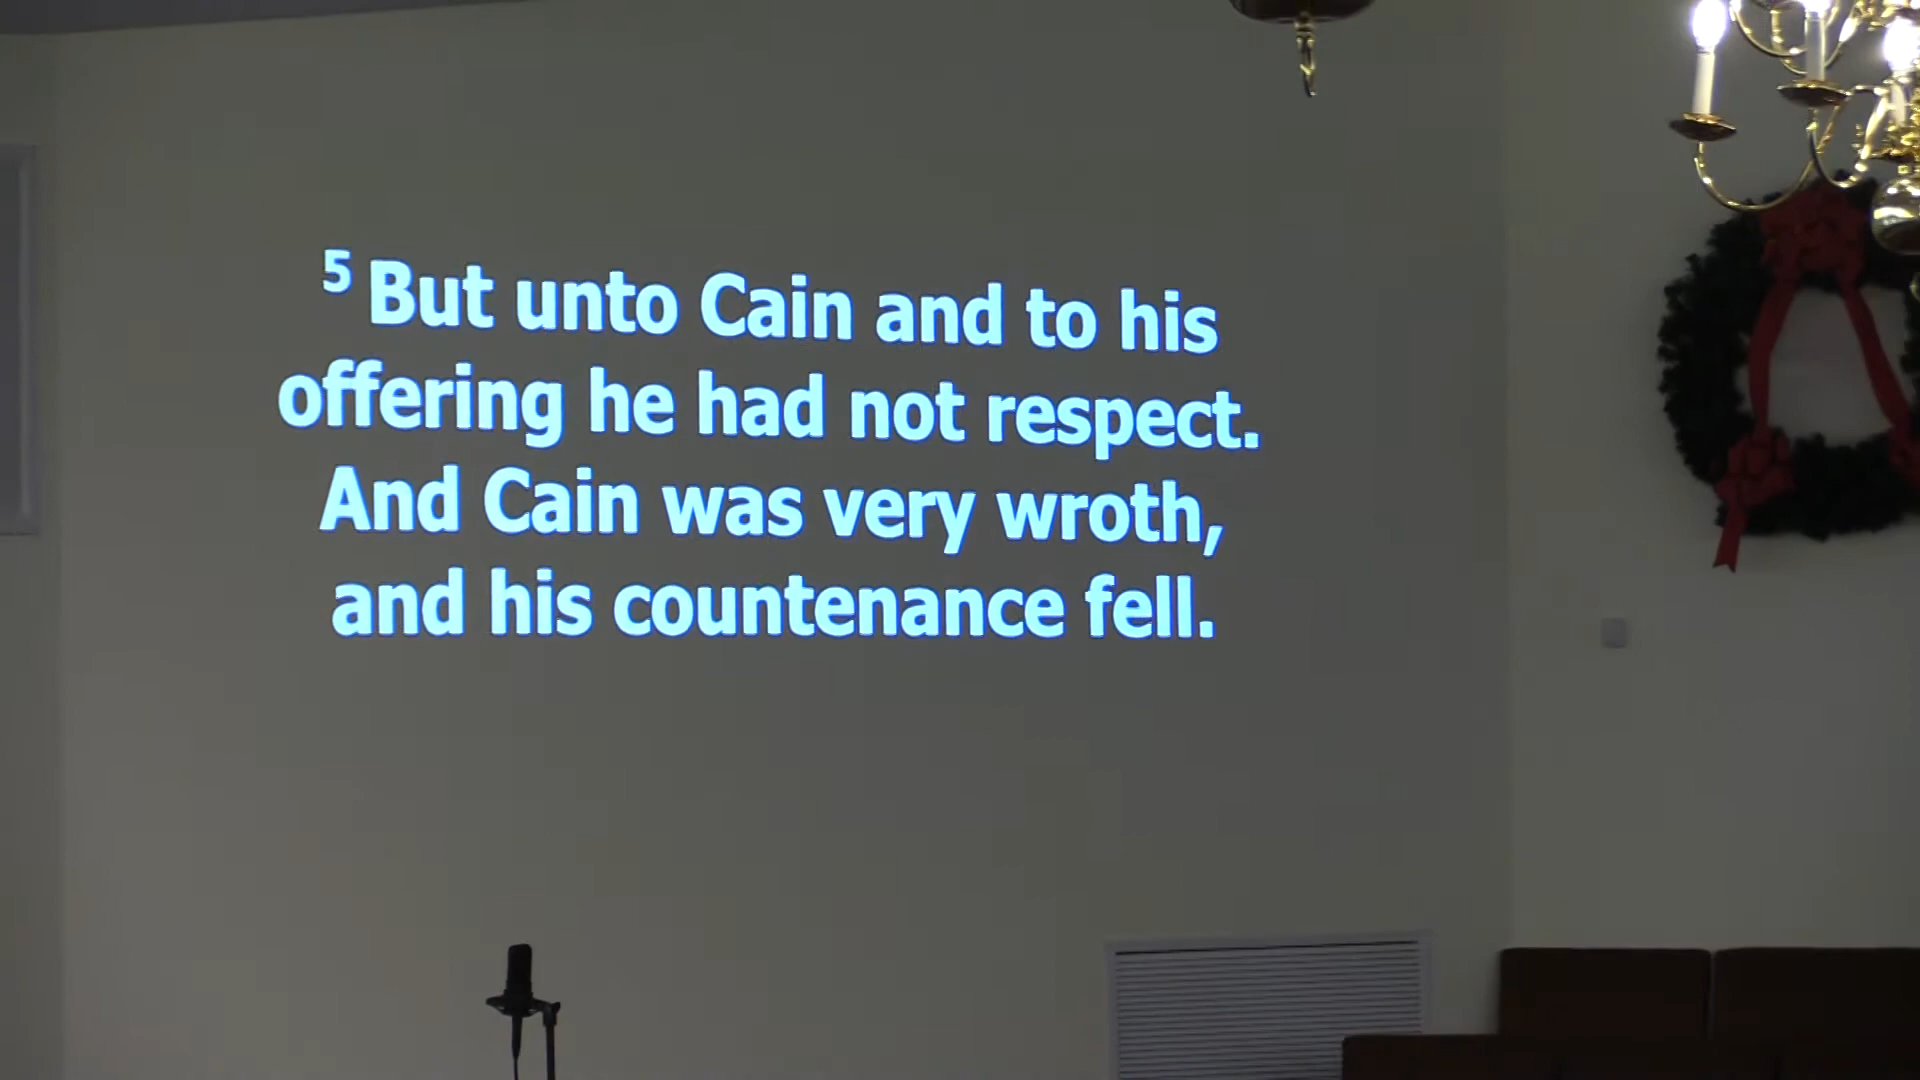 5 But unto Cain and to his
offering he had not respect.
And Cain was very wroth,
and his countenance fell.